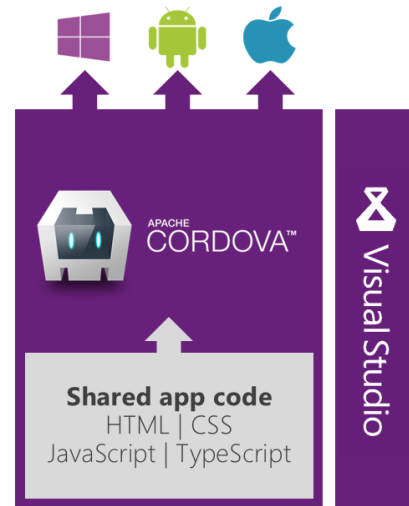 APACHE
CORDOVA™
Shared app code
HTML | CSS
JavaScript | TypeScript
Visual Studio